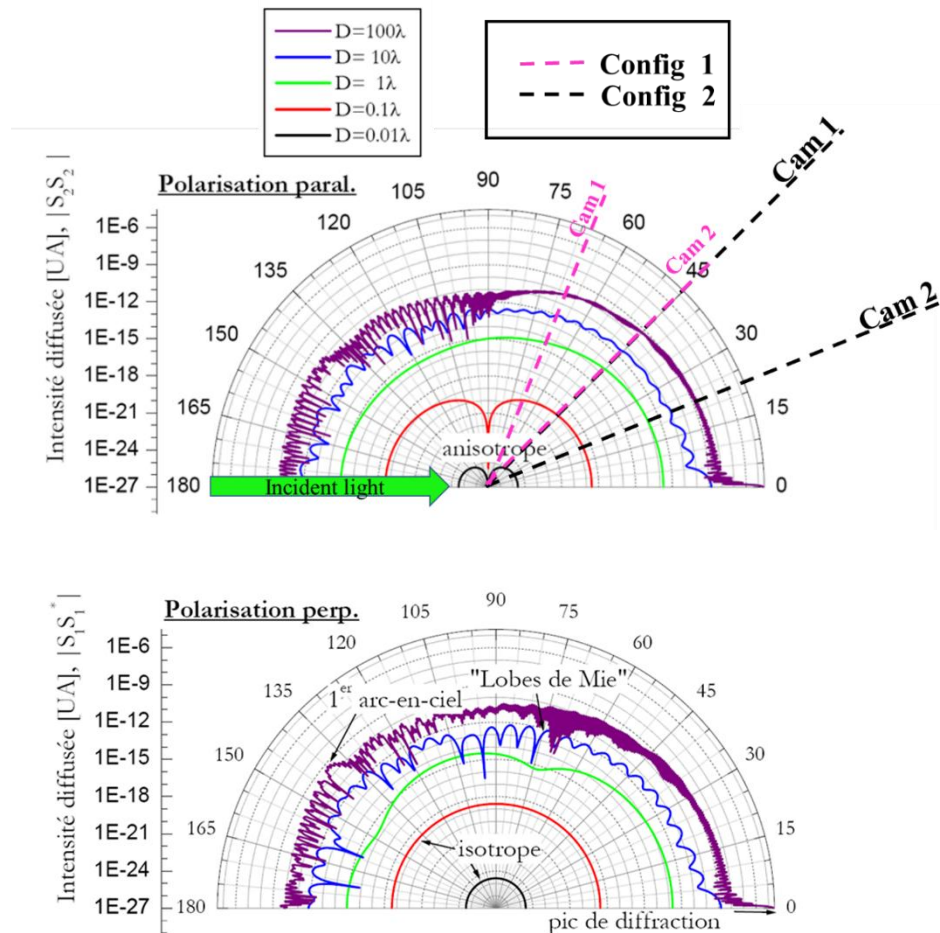 D=100λ
D= 10λ
D= 1λ
D=0.1λ
D=0.01λ
Config 1
Config 2
Polarisation paral.
Intensité diffusée [UA], |S₂S₂ |
1E-6
1E-9
1E-12
1E-15
1E-18
1E-21
1E-24
1E-27
180
165
150
135
120
105
90
75
60
45
30
15
0
Cam 1
Cam 2
Cam 1
Cam 2
anisotrope
Incident light
Polarisation perp.
Intensité diffusée [UA], |S₁S₁*|
1E-6
1E-9
1E-12
1E-15
1E-18
1E-21
1E-24
1E-27
180
165
150
135
120
105
90
75
60
45
30
15
0
1er arc-en-ciel
"Lobes de Mie"
isotrope
pic de diffraction